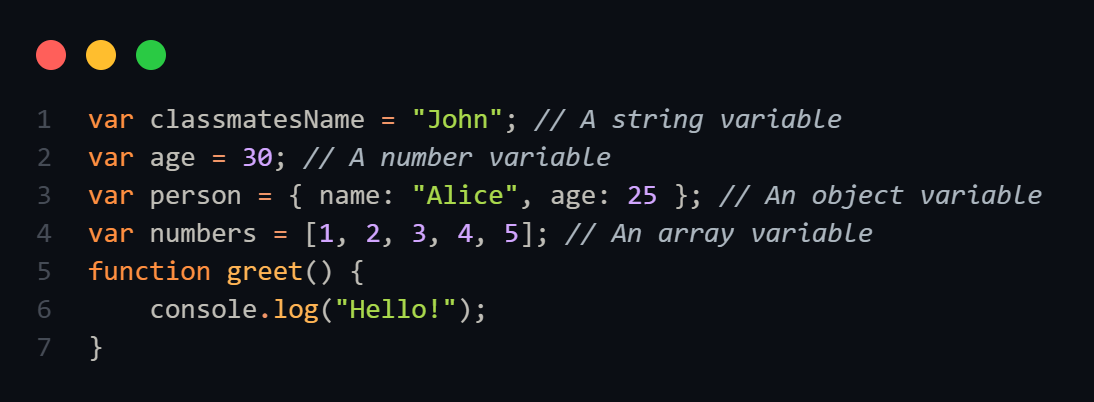 1 var classmatesName = "John"; // A string variable
2 var age = 30; // A number variable
3 var person = { name: "Alice", age: 25 }; // An object variable
4 var numbers = [1, 2, 3, 4, 5]; // An array variable
5 function greet() {
6     console.log("Hello!");
7 }